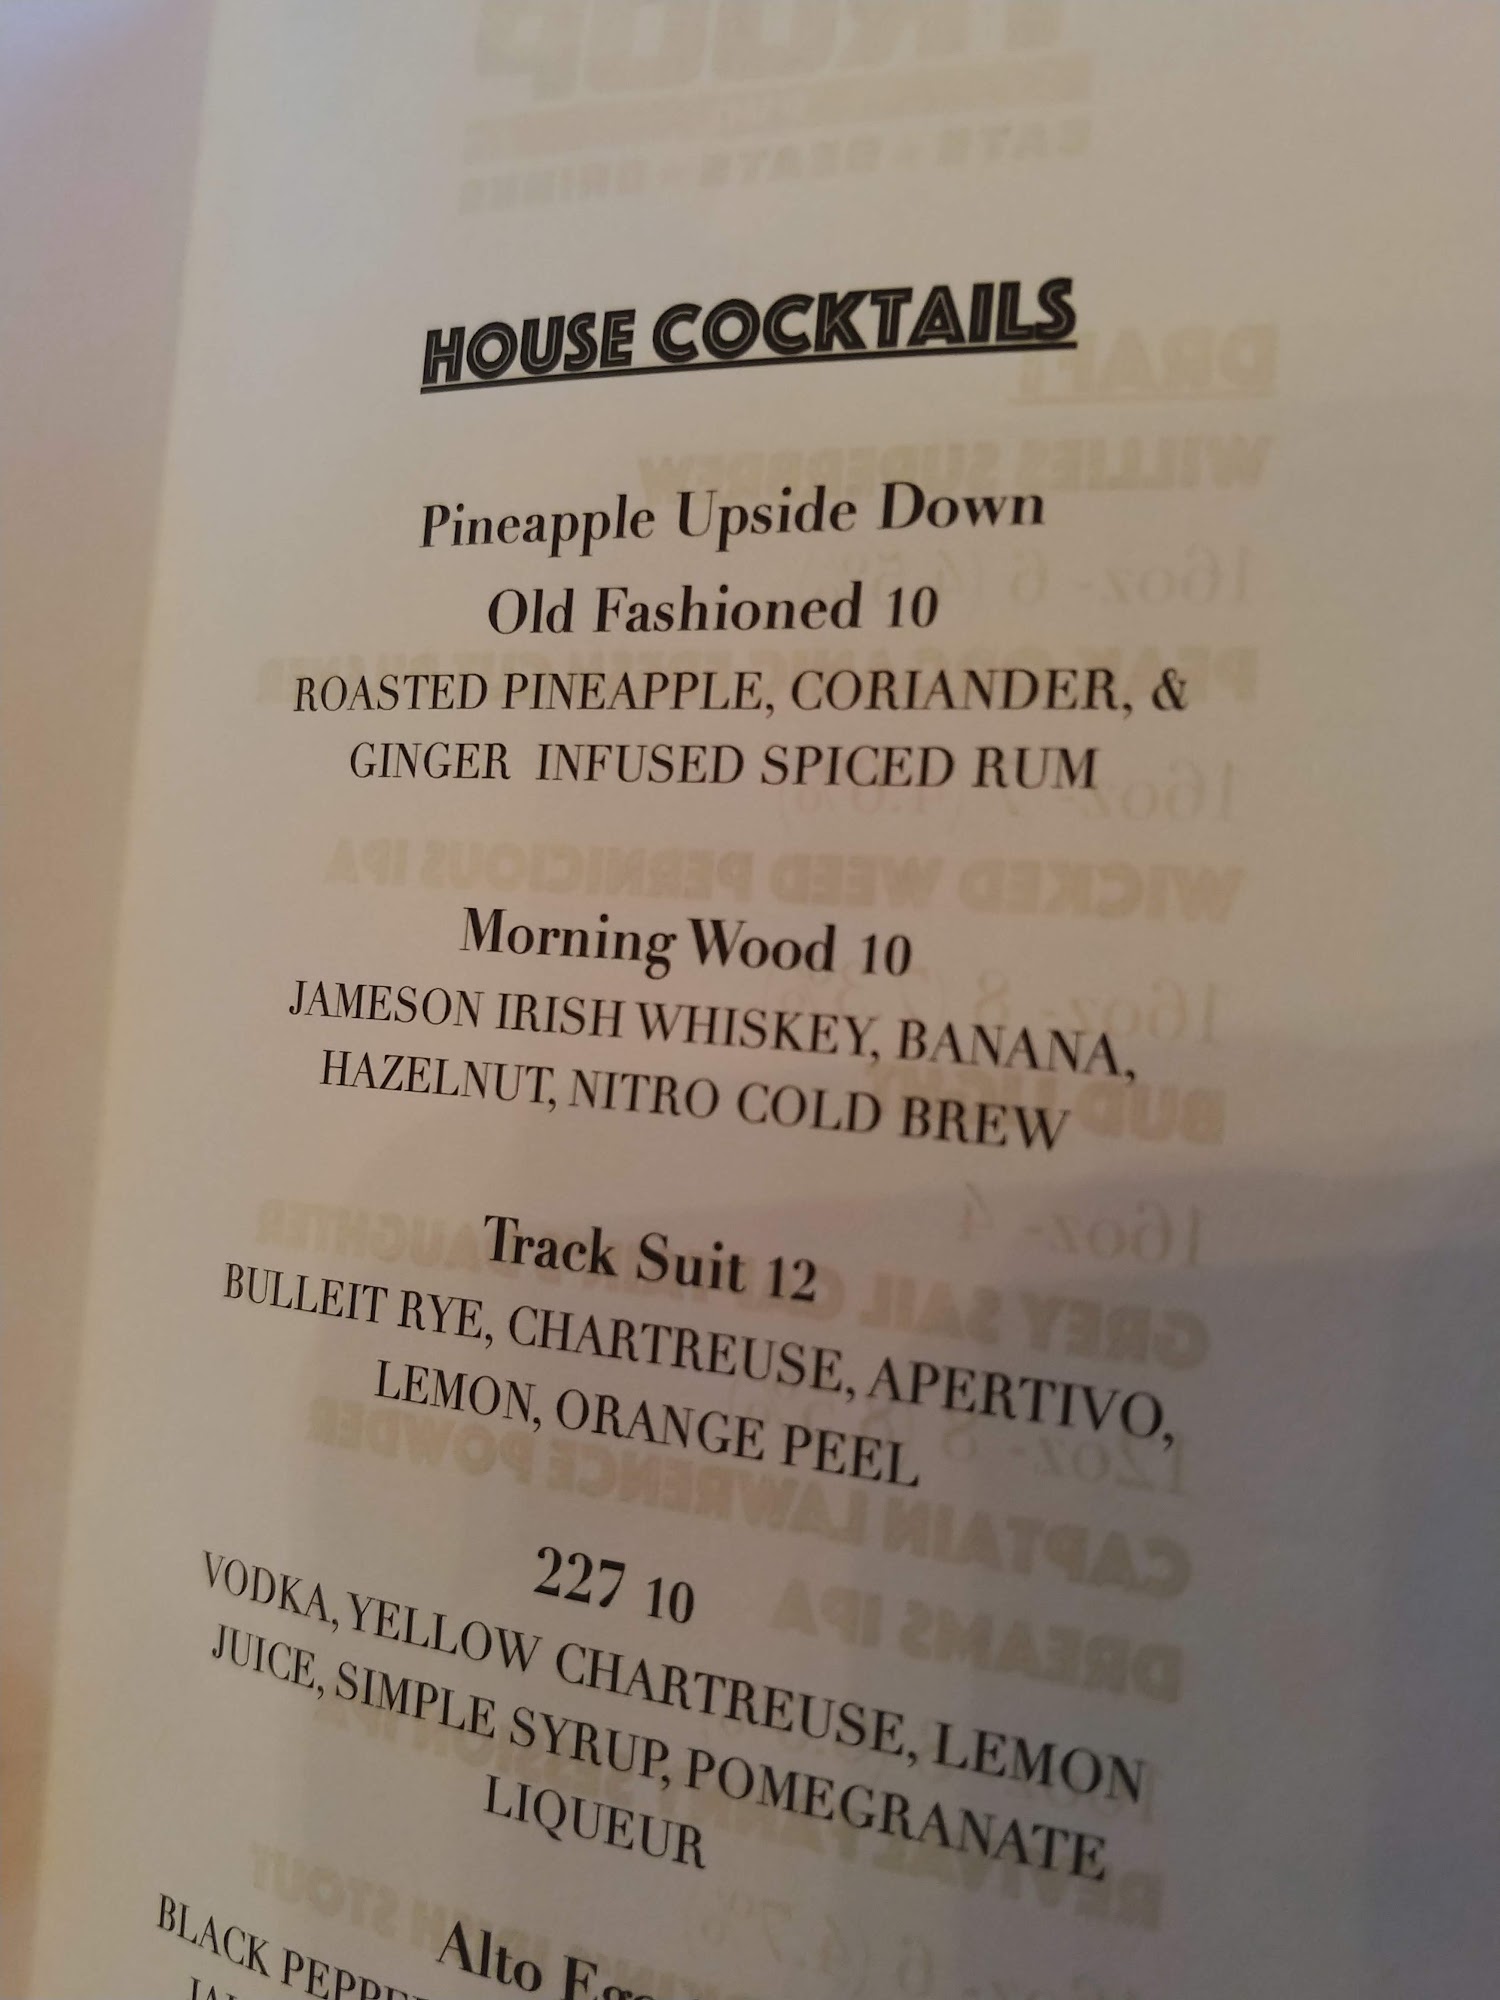 HOUSE COCKTAILS
Pineapple Upside Down
Old Fashioned 10
ROASTED PINEAPPLE, CORIANDER, &
GINGER INFUSED SPICED RUM
Morning Wood 10
JAMESON IRISH WHISKEY, BANANA,
HAZELNUT, NITRO COLD BREW
Track Suit 12
BULLEIT RYE, CHARTREUSE, APERTIVO,
LEMON, ORANGE PEEL
227 10
VODKA, YELLOW CHARTREUSE, LEMON
JUICE, SIMPLE SYRUP, POMEGRANATE
LIQUEUR
Alto
BLACK